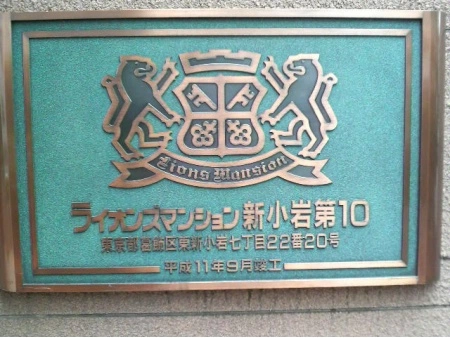 Lions Mansion
ライオンズマンション新小岩第10
東京都葛飾区東新小岩七丁目22番20号
平成11年9月竣工